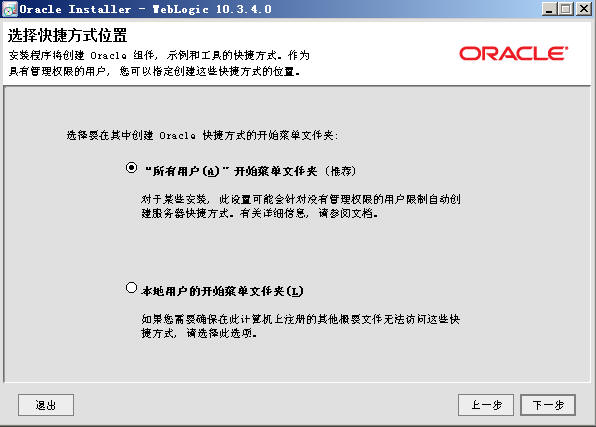 Oracle Installer - WebLogic 10.3.4.0
选择快捷方式位置
安装程序将创建 Oracle 组件, 示例和工具的快捷方式。作为
具有管理权限的用户, 您可以指定创建这些快捷方式的位置。
ORACLE®
选择要在其中创建 Oracle 快捷方式的开始菜单文件夹:
“所有用户(A)”开始菜单文件夹 (推荐)
对于某些安装, 此设置可能会针对没有管理权限的用户限制自动创
建服务器快捷方式。有关详细信息, 请参阅文档。
本地用户的开始菜单文件夹(L)
如果您需要确保在此计算机上注册的其他概要文件无法访问这些快
捷方式, 请选择此选项。
退出
上一步
下一步